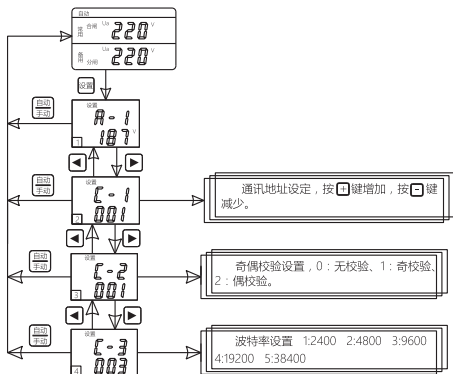 自动
常用 合闸 Ua 220 V
备用 分闸 Ua 220 V
设置
自动
手动
设置
A-1
187 V
1
自动
手动
设置
C-1
001
2
通讯地址设定，按+键增加，按-键
减少。
自动
手动
设置
C-2
001
3
奇偶校验设置，0：无校验、1：奇校验、
2：偶校验。
自动
手动
设置
C-3
003
4
波特率设置 1:2400 2:4800 3:9600
4:19200 5:38400